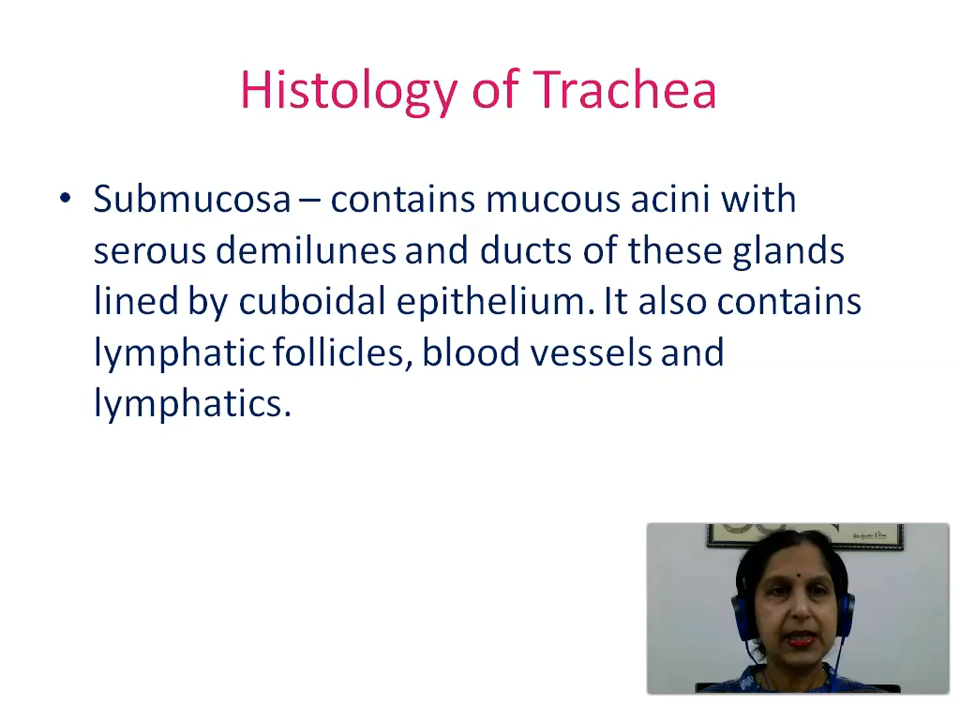 Histology of Trachea
• Submucosa – contains mucous acini with
serous demilunes and ducts of these glands
lined by cuboidal epithelium. It also contains
lymphatic follicles, blood vessels and
lymphatics.